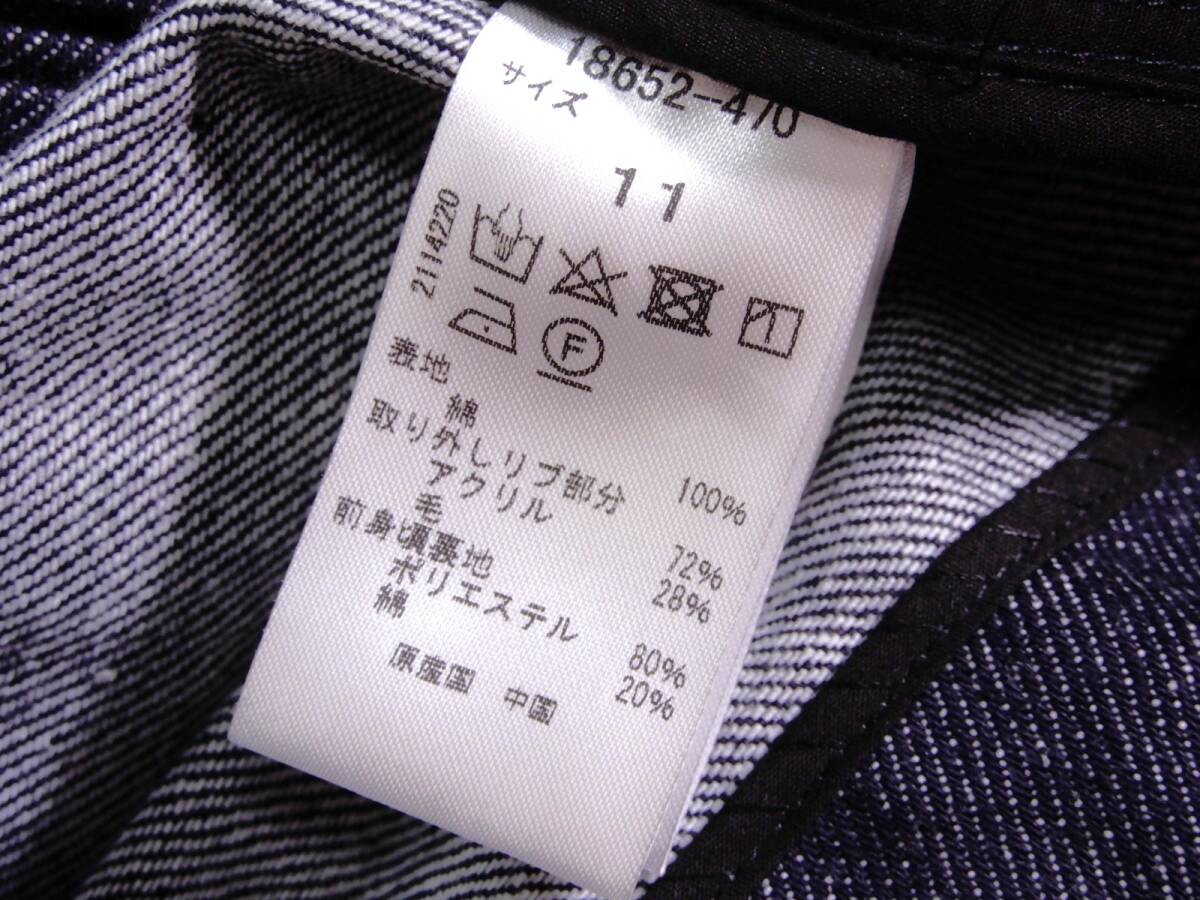 18652-470
サイズ
11
2114220
F
表地
綿 100%
取り外しリブ部分
アクリル 72%
毛 28%
前身頃裏地
ポリエステル 80%
綿 20%
原産国 中国